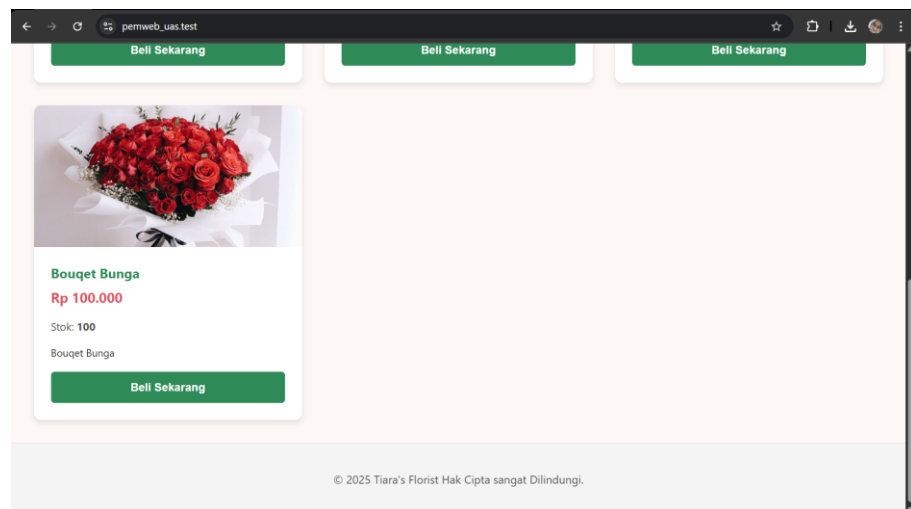 pemweb_uas.test
Beli Sekarang
Beli Sekarang
Beli Sekarang
Bouqet Bunga
Rp 100.000
Stok: 100
Bouqet Bunga
Beli Sekarang
© 2025 Tiara's Florist Hak Cipta sangat Dilindungi.